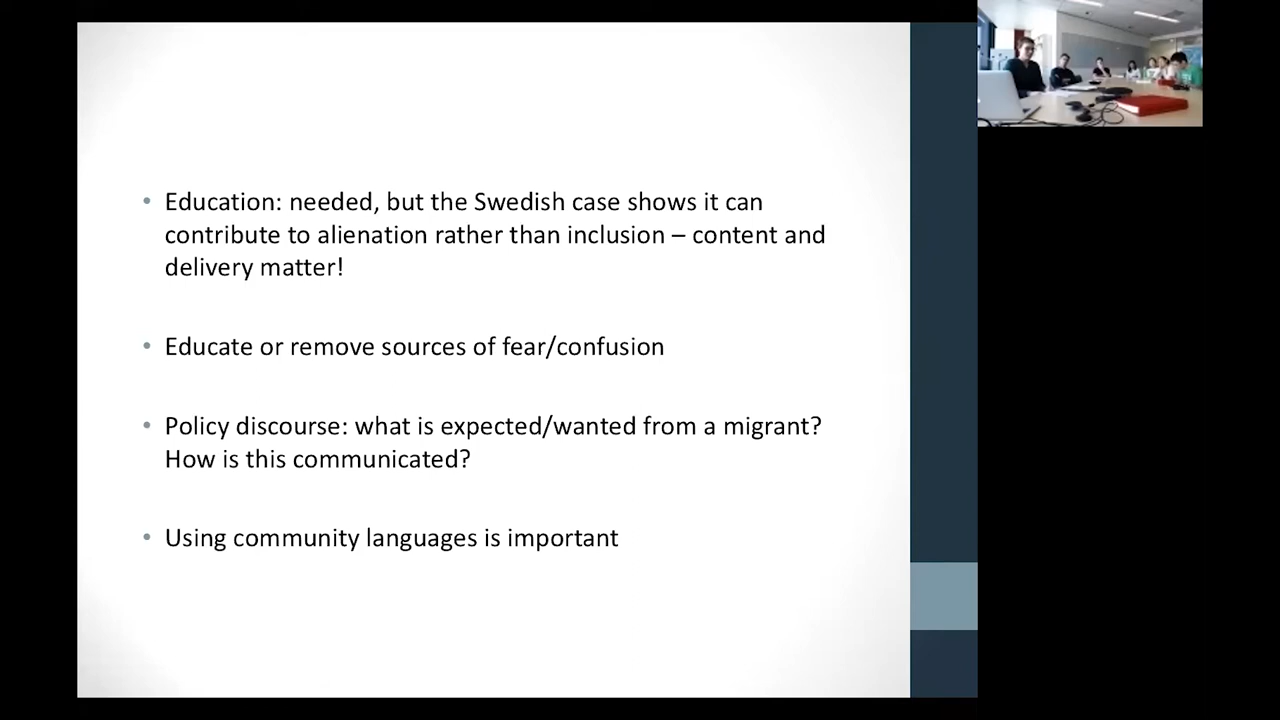 • Education: needed, but the Swedish case shows it can
contribute to alienation rather than inclusion – content and
delivery matter!
• Educate or remove sources of fear/confusion
• Policy discourse: what is expected/wanted from a migrant?
How is this communicated?
• Using community languages is important